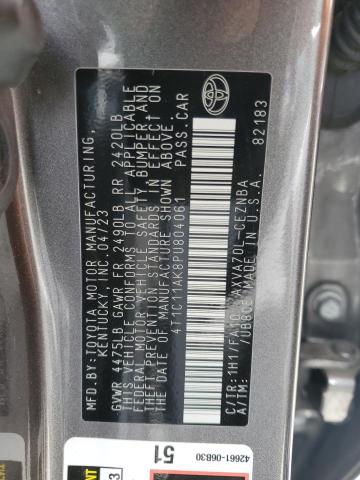 MFD. BY:TOYOTA MOTOR MANUFACTURING,
KENTUCKY, INC. 04/23
GVWR 4475LB GAWR FR 2490LB RR 2420LB
THIS VEHICLE CONFORMS TO ALL APPLICABLE
FEDERAL MOTOR VEHICLE SAFETY, BUMPER, AND
THEFT PREVENTION STANDARDS IN EFFECT ON
THE DATE OF MANUFACTURE SHOWN ABOVE.
4T1C11AK8PU804061 PASS.CAR
C/TR:1H1/FA10 AXVA70L-CEZNBA
A/TM: /UB80E MADE IN U.S.A. 82183
42661-06B30
51